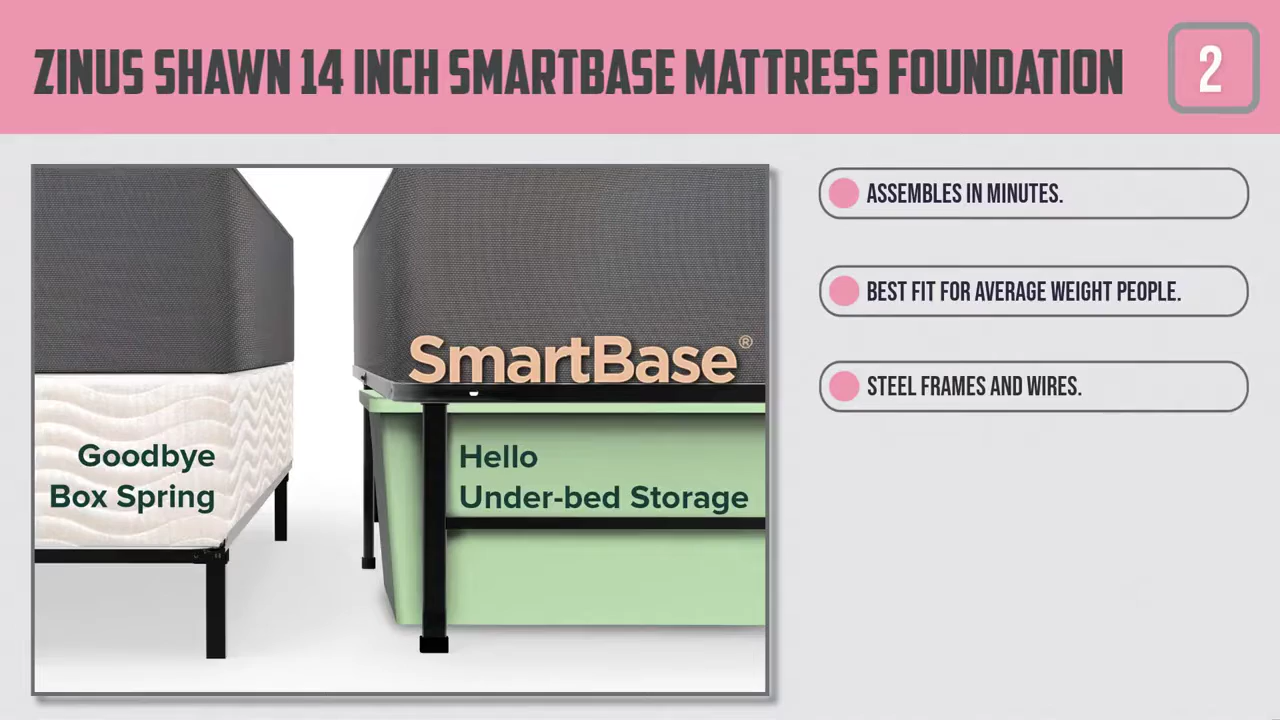 ZINUS SHAWN 14 INCH SMARTBASE MATTRESS FOUNDATION
2
SmartBase®
Goodbye
Box Spring
Hello
Under-bed Storage
ASSEMBLES IN MINUTES.
BEST FIT FOR AVERAGE WEIGHT PEOPLE.
STEEL FRAMES AND WIRES.